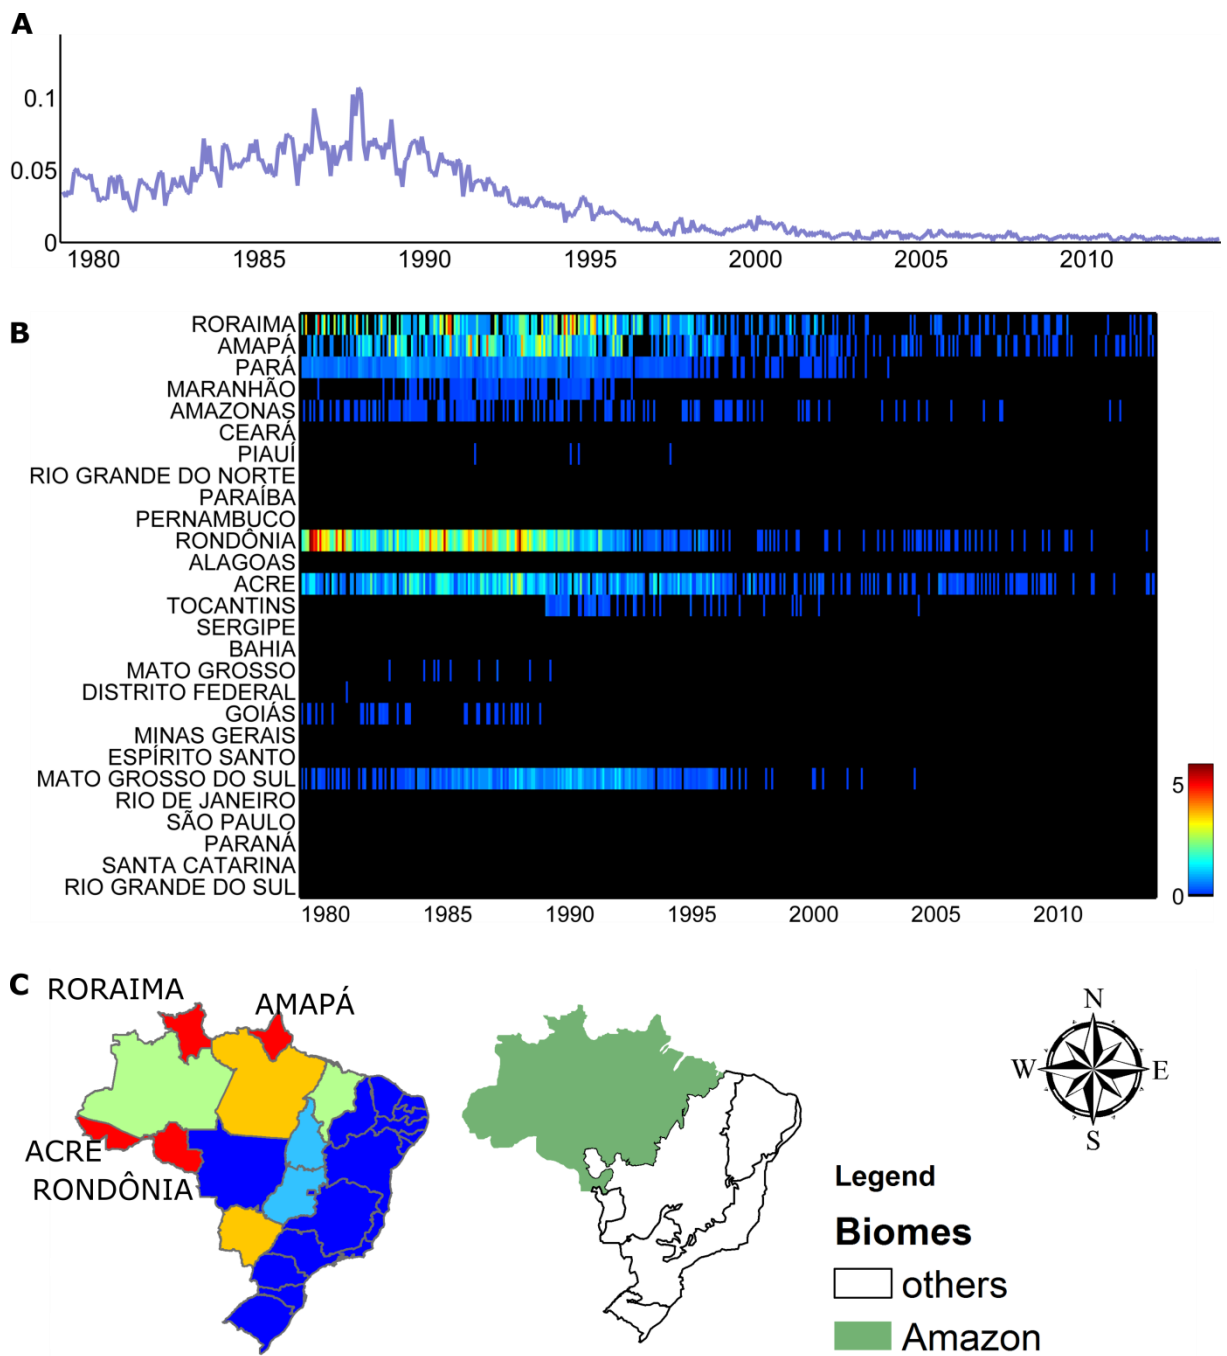 A
0.1
0.05
0
1980 1985 1990 1995 2000 2005 2010
B
RORAIMA
AMAPÁ
PARÁ
MARANHÃO
AMAZONAS
CEARÁ
PIAUÍ
RIO GRANDE DO NORTE
PARAÍBA
PERNAMBUCO
RONDÔNIA
ALAGOAS
ACRE
TOCANTINS
SERGIPE
BAHIA
MATO GROSSO
DISTRITO FEDERAL
GOIÁS
MINAS GERAIS
ESPÍRITO SANTO
MATO GROSSO DO SUL
RIO DE JANEIRO
SÃO PAULO
PARANÁ
SANTA CATARINA
RIO GRANDE DO SUL
5
0
1980 1985 1990 1995 2000 2005 2010
C
RORAIMA
AMAPÁ
ACRE
RONDÔNIA
N
W E
S
Legend
Biomes
others
Amazon